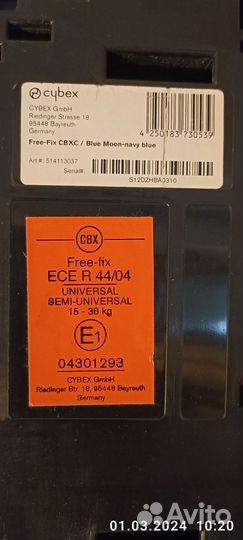 cybex
CYBEX GmbH
Riedinger Strasse 18
95448 Bayreuth
Germany
4 250183 730539
Free-Fix CBXC / Blue Moon-navy blue
Art.#: 514113037
Serial#:
S12DZHBA0310
CBX
Free-fix
ECE R 44/04
UNIVERSAL
SEMI-UNIVERSAL
15 - 36 kg
E1
04301293
CYBEX GmbH
Riedinger Str. 18, 95448 Bayreuth
Germany
Avito
01.03.2024 10:20